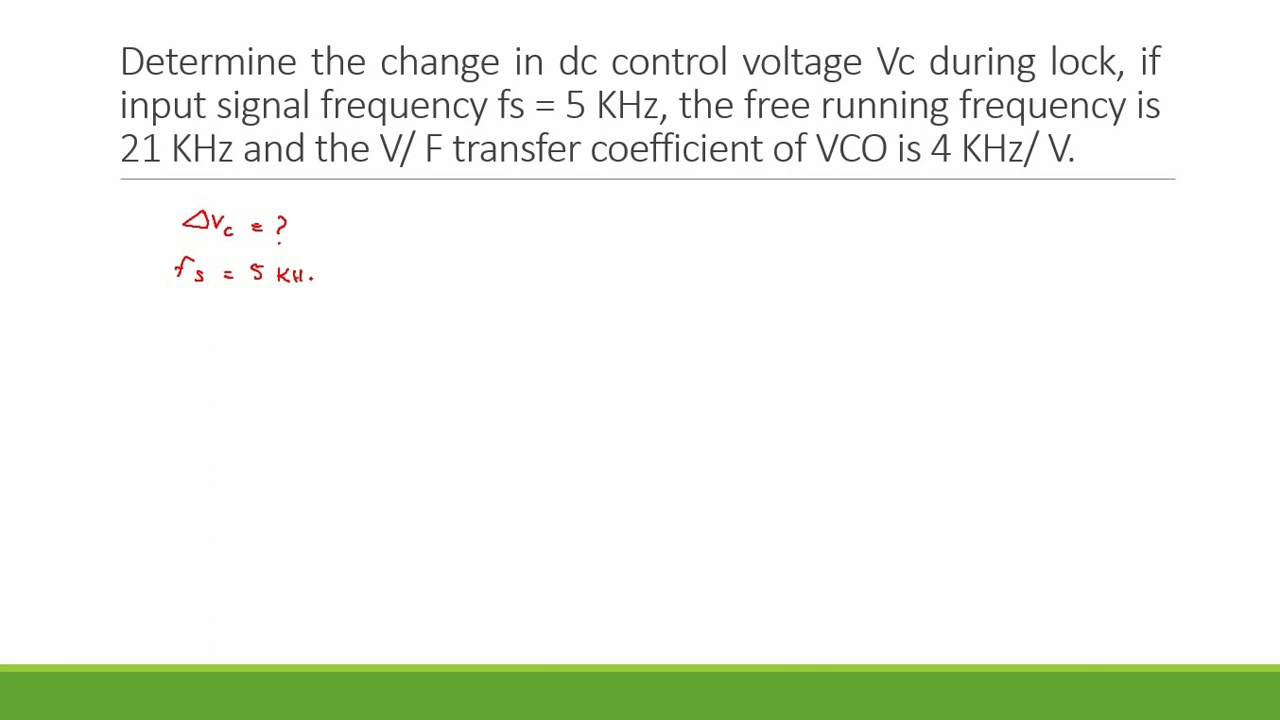 Determine the change in dc control voltage Vc during lock, if
input signal frequency fs = 5 KHz, the free running frequency is
21 KHz and the V/ F transfer coefficient of VCO is 4 KHz/ V.
ΔVc = ?
fs = 5 KH.